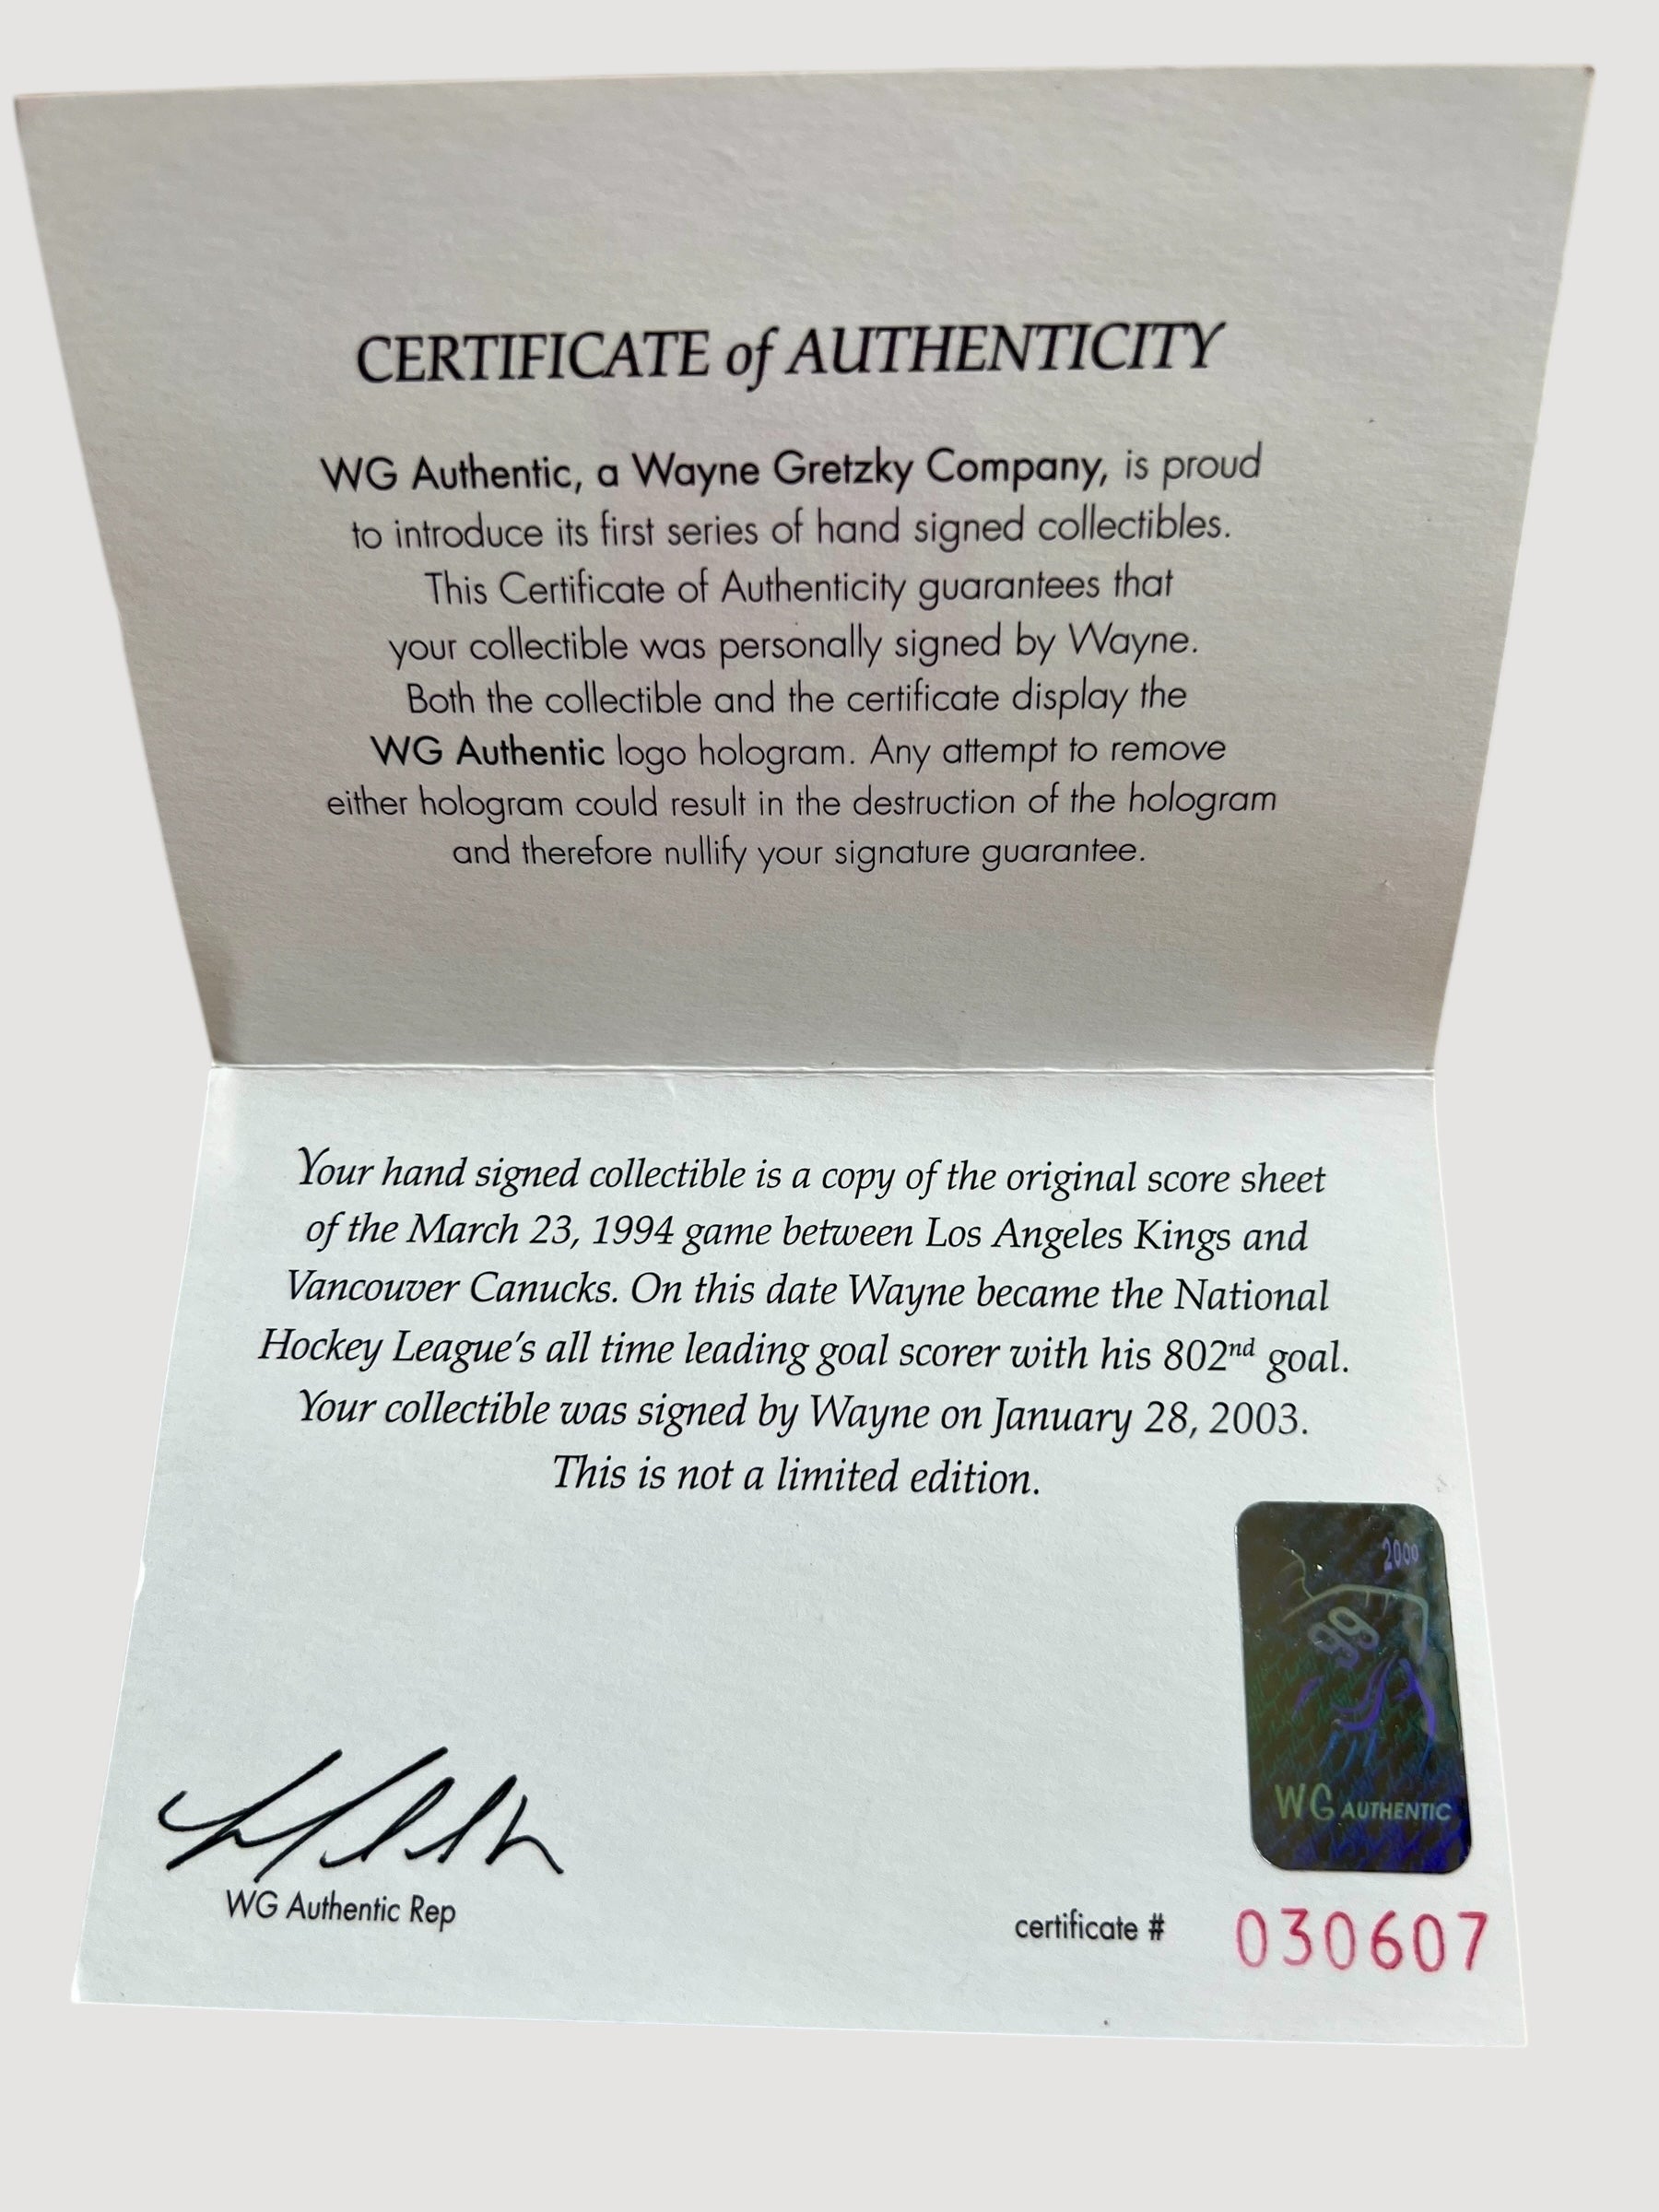 CERTIFICATE of AUTHENTICITY
WG Authentic, a Wayne Gretzky Company, is proud
to introduce its first series of hand signed collectibles.
This Certificate of Authenticity guarantees that
your collectible was personally signed by Wayne.
Both the collectible and the certificate display the
WG Authentic logo hologram. Any attempt to remove
either hologram could result in the destruction of the hologram
and therefore nullify your signature guarantee.
Your hand signed collectible is a copy of the original score sheet
of the March 23, 1994 game between Los Angeles Kings and
Vancouver Canucks. On this date Wayne became the National
Hockey League's all time leading goal scorer with his 802nd goal.
Your collectible was signed by Wayne on January 28, 2003.
This is not a limited edition.
2000
99
WG AUTHENTIC
WG Authentic Rep
certificate # 030607